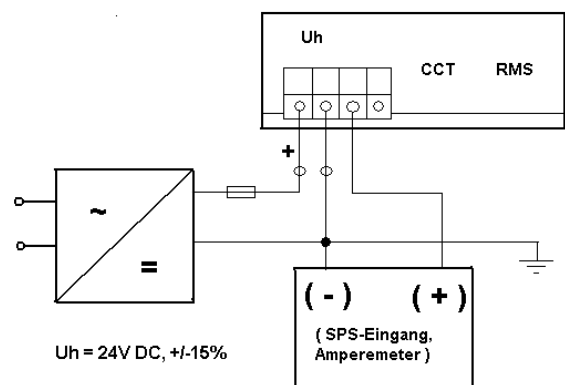 Uh
CCT RMS
+
~
=
( - ) ( + )
( SPS-Eingang,
Amperemeter )
Uh = 24V DC, +/-15%